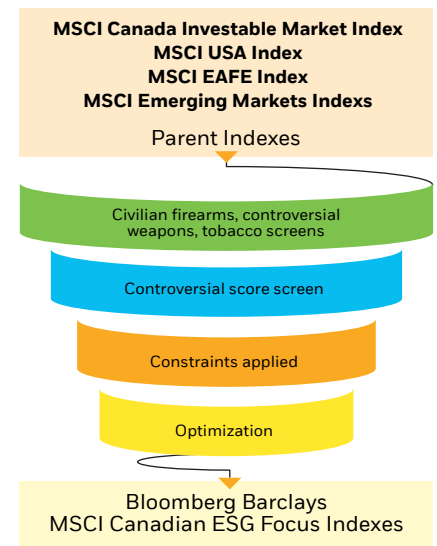 MSCI Canada Investable Market Index
MSCI USA Index
MSCI EAFE Index
MSCI Emerging Markets Indexs
Parent Indexes
Civilian firearms, controversial
weapons, tobacco screens
Controversial score screen
Constraints applied
Optimization
Bloomberg Barclays
MSCI Canadian ESG Focus Indexes